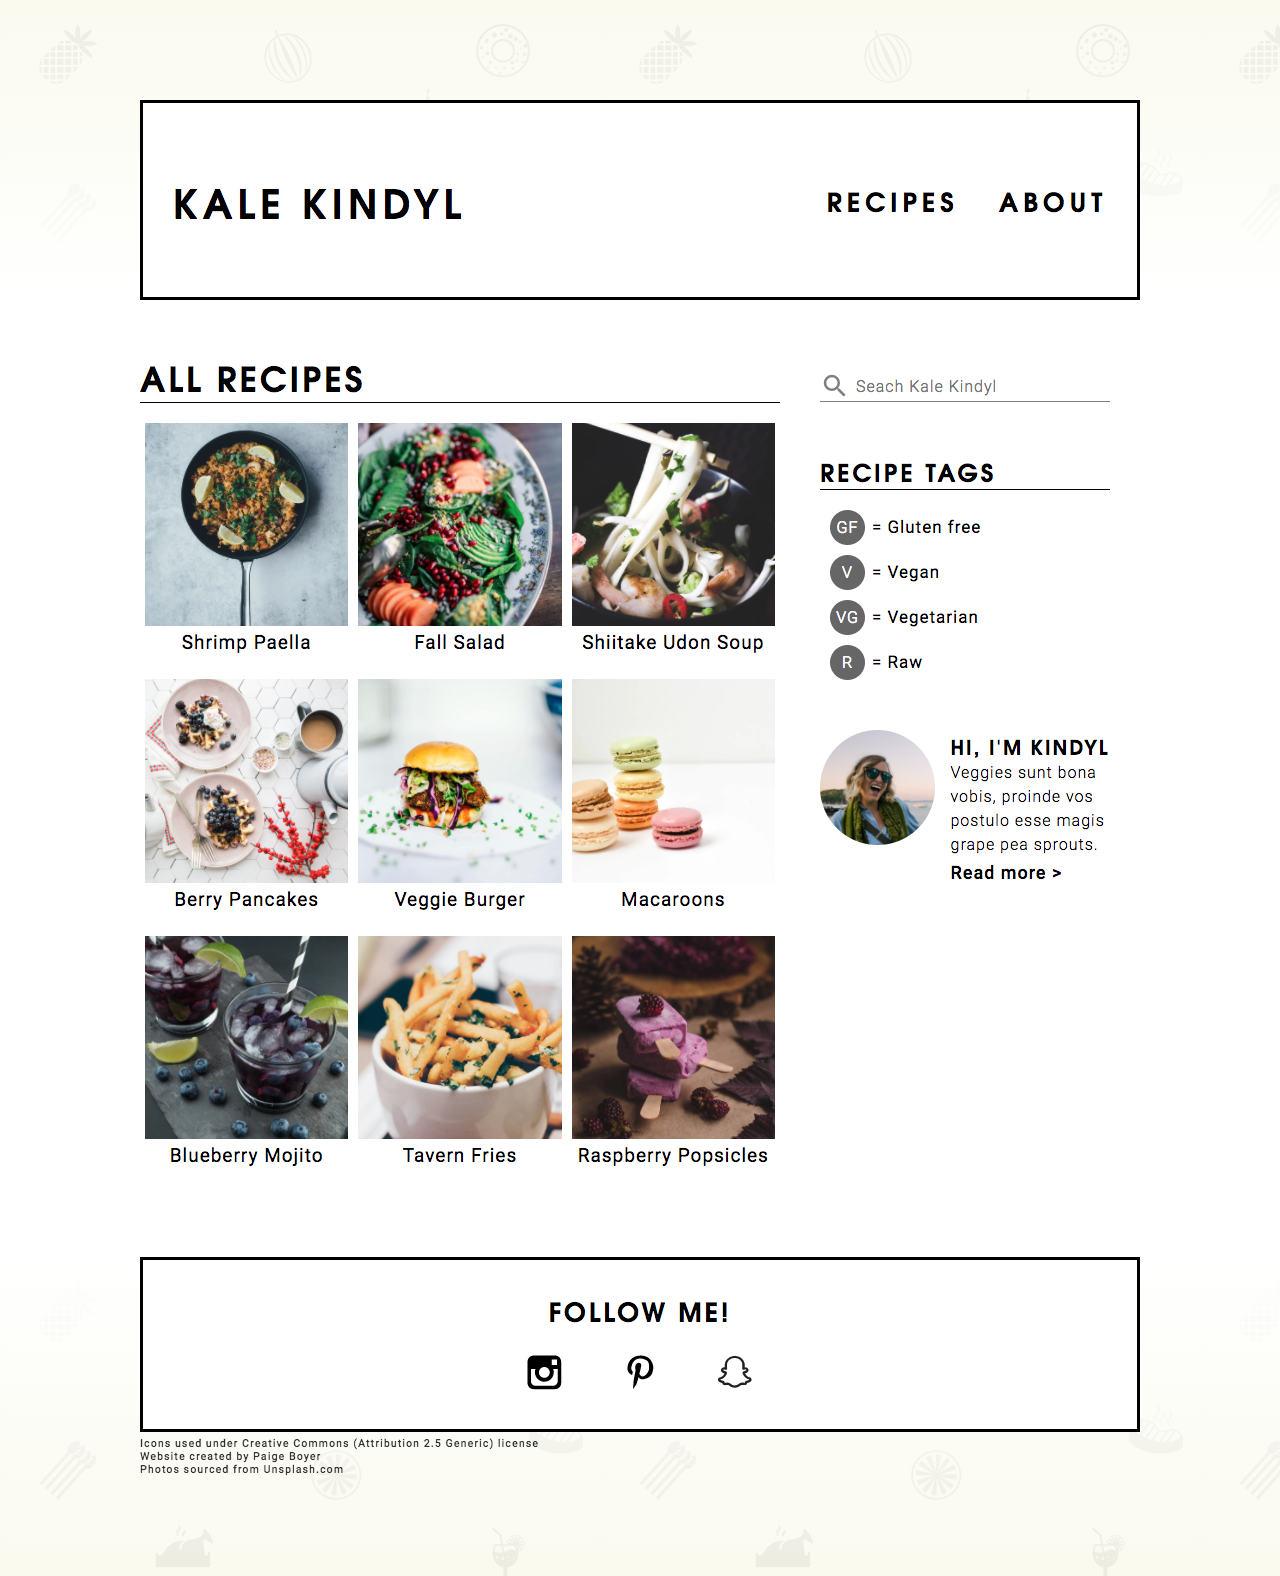 KALE KINDYL
RECIPES ABOUT
ALL RECIPES
Seach Kale Kindyl
Shrimp Paella
Fall Salad
Shiitake Udon Soup
Berry Pancakes
Veggie Burger
Macaroons
Blueberry Mojito
Tavern Fries
Raspberry Popsicles
RECIPE TAGS
GF = Gluten free
V = Vegan
VG = Vegetarian
R = Raw
HI, I'M KINDYL
Veggies sunt bona
vobis, proinde vos
postulo esse magis
grape pea sprouts.
Read more >
FOLLOW ME!
Icons used under Creative Commons (Attribution 2.5 Generic) license
Website created by Paige Boyer
Photos sourced from Unsplash.com